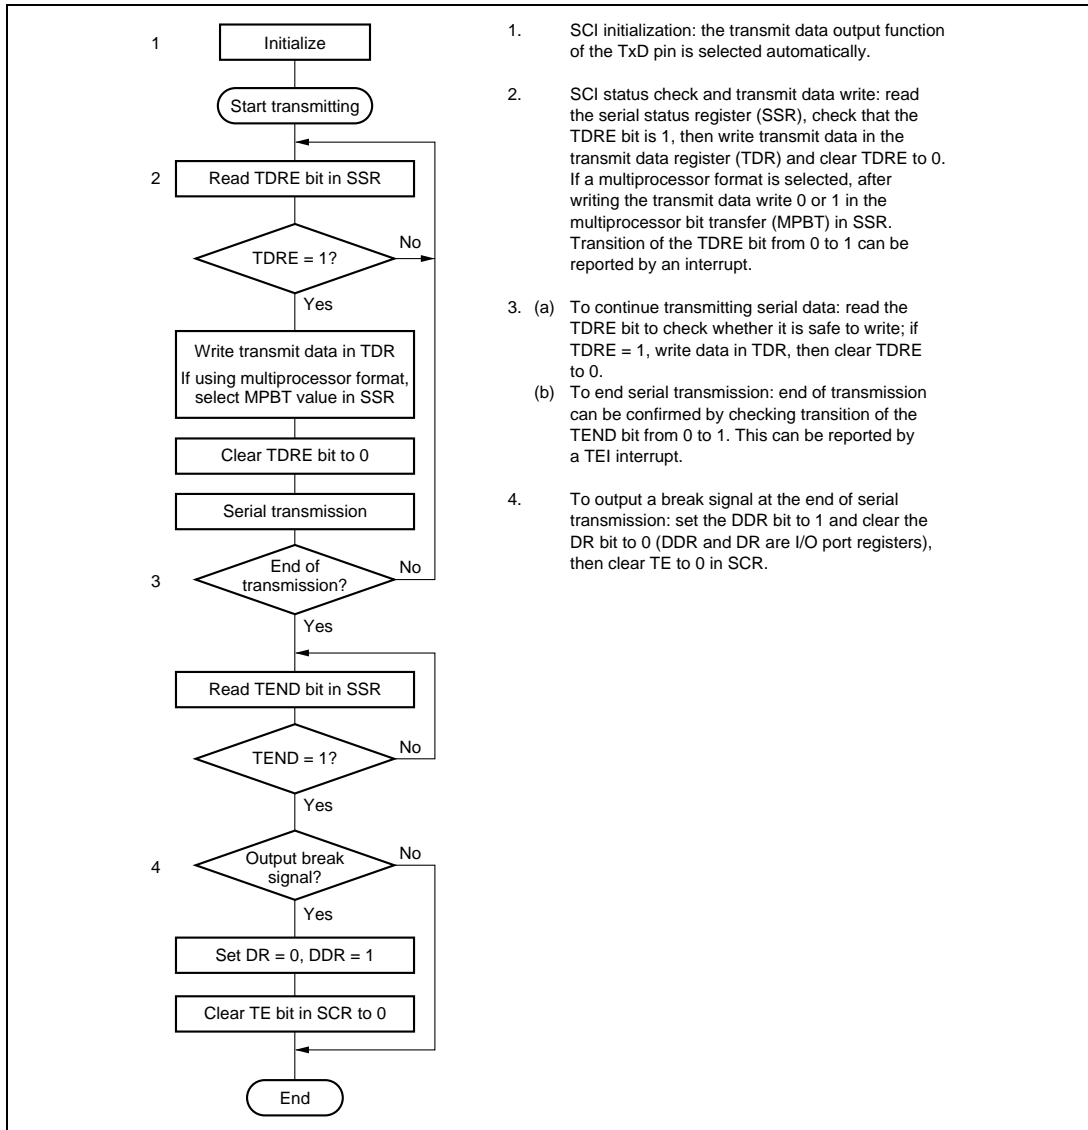 1
Initialize
Start transmitting
2
Read TDRE bit in SSR
TDRE = 1?
No
Yes
Write transmit data in TDR
If using multiprocessor format,
select MPBT value in SSR
Clear TDRE bit to 0
Serial transmission
3
End of
transmission?
No
Yes
Read TEND bit in SSR
TEND = 1?
No
Yes
4
Output break
signal?
No
Yes
Set DR = 0, DDR = 1
Clear TE bit in SCR to 0
End
1. SCI initialization: the transmit data output function
of the TxD pin is selected automatically.
2. SCI status check and transmit data write: read
the serial status register (SSR), check that the
TDRE bit is 1, then write transmit data in the
transmit data register (TDR) and clear TDRE to 0.
If a multiprocessor format is selected, after
writing the transmit data write 0 or 1 in the
multiprocessor bit transfer (MPBT) in SSR.
Transition of the TDRE bit from 0 to 1 can be
reported by an interrupt.
3. (a) To continue transmitting serial data: read the
TDRE bit to check whether it is safe to write; if
TDRE = 1, write data in TDR, then clear TDRE
to 0.
(b) To end serial transmission: end of transmission
can be confirmed by checking transition of the
TEND bit from 0 to 1. This can be reported by
a TEI interrupt.
4. To output a break signal at the end of serial
transmission: set the DDR bit to 1 and clear the
DR bit to 0 (DDR and DR are I/O port registers),
then clear TE to 0 in SCR.